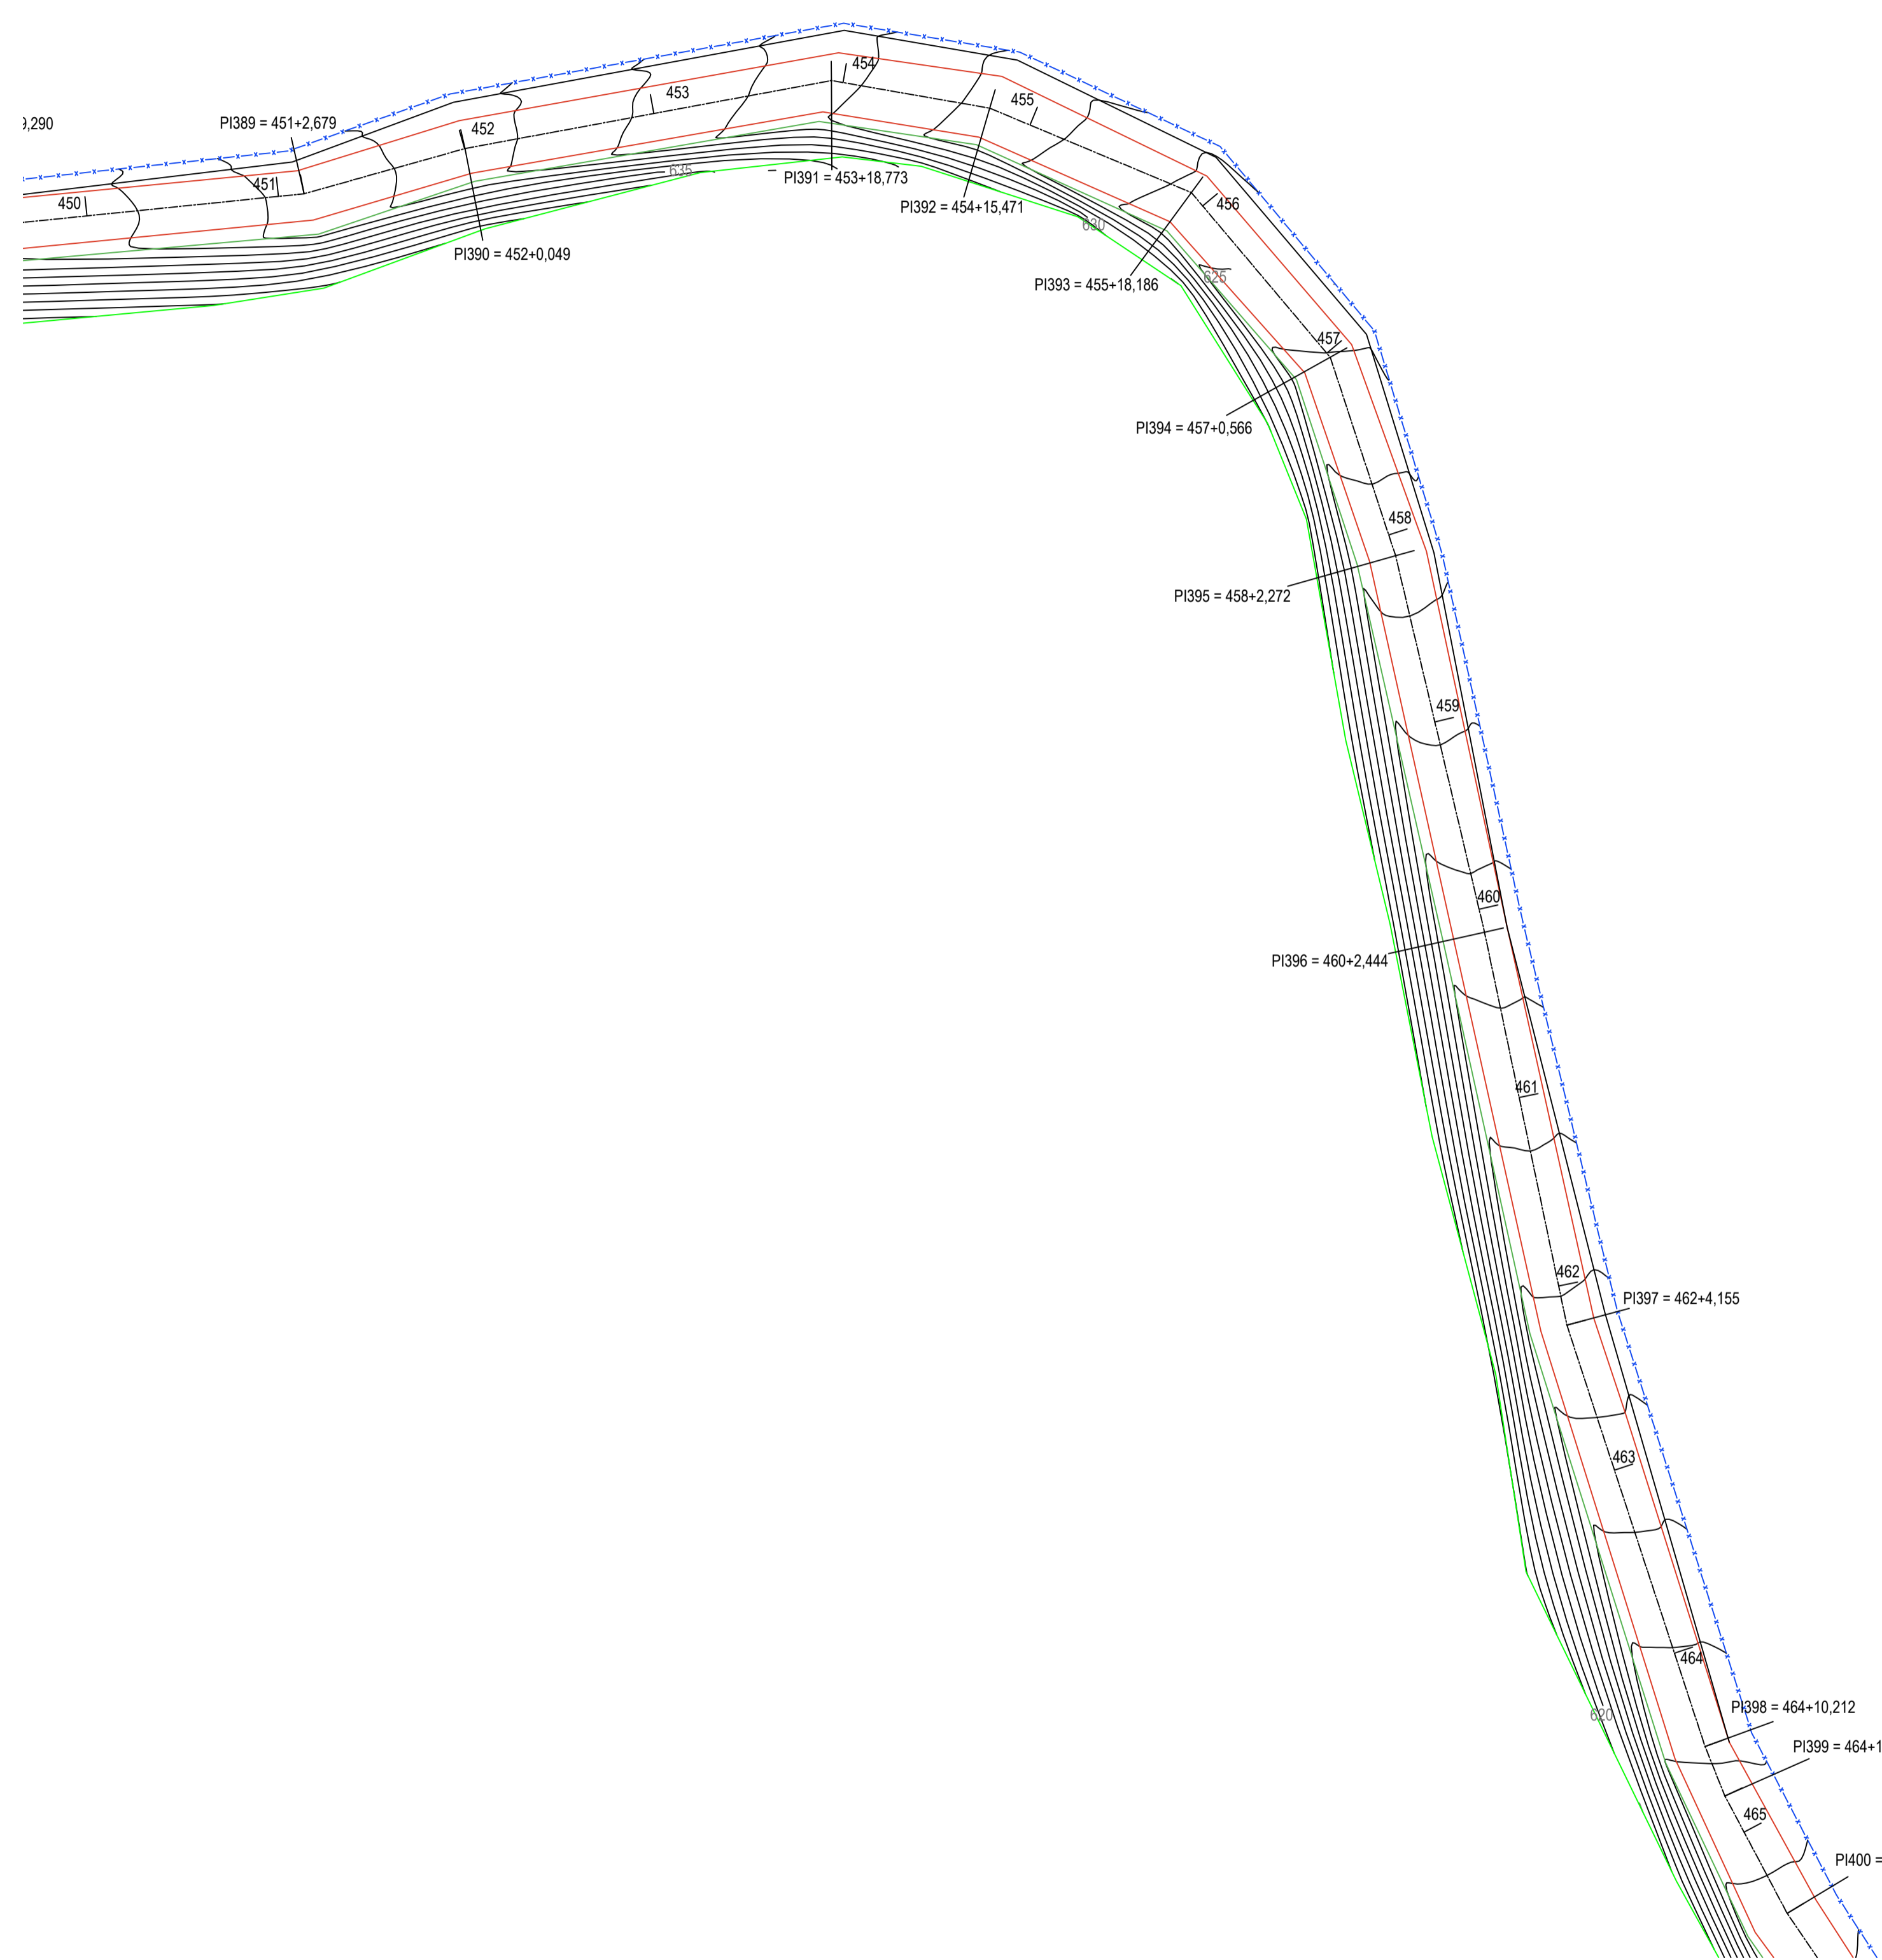 454
453
455
9,290
PI389 = 451+2,679
452
635
PI391 = 453+18,773
451
450
PI392 = 454+15,471
456
630
PI390 = 452+0,049
625
PI393 = 455+18,186
457
PI394 = 457+0,566
458
PI395 = 458+2,272
459
460
PI396 = 460+2,444
461
462
PI397 = 462+4,155
463
464
PI398 = 464+10,212
620
PI399 = 464+1
465
PI400 =